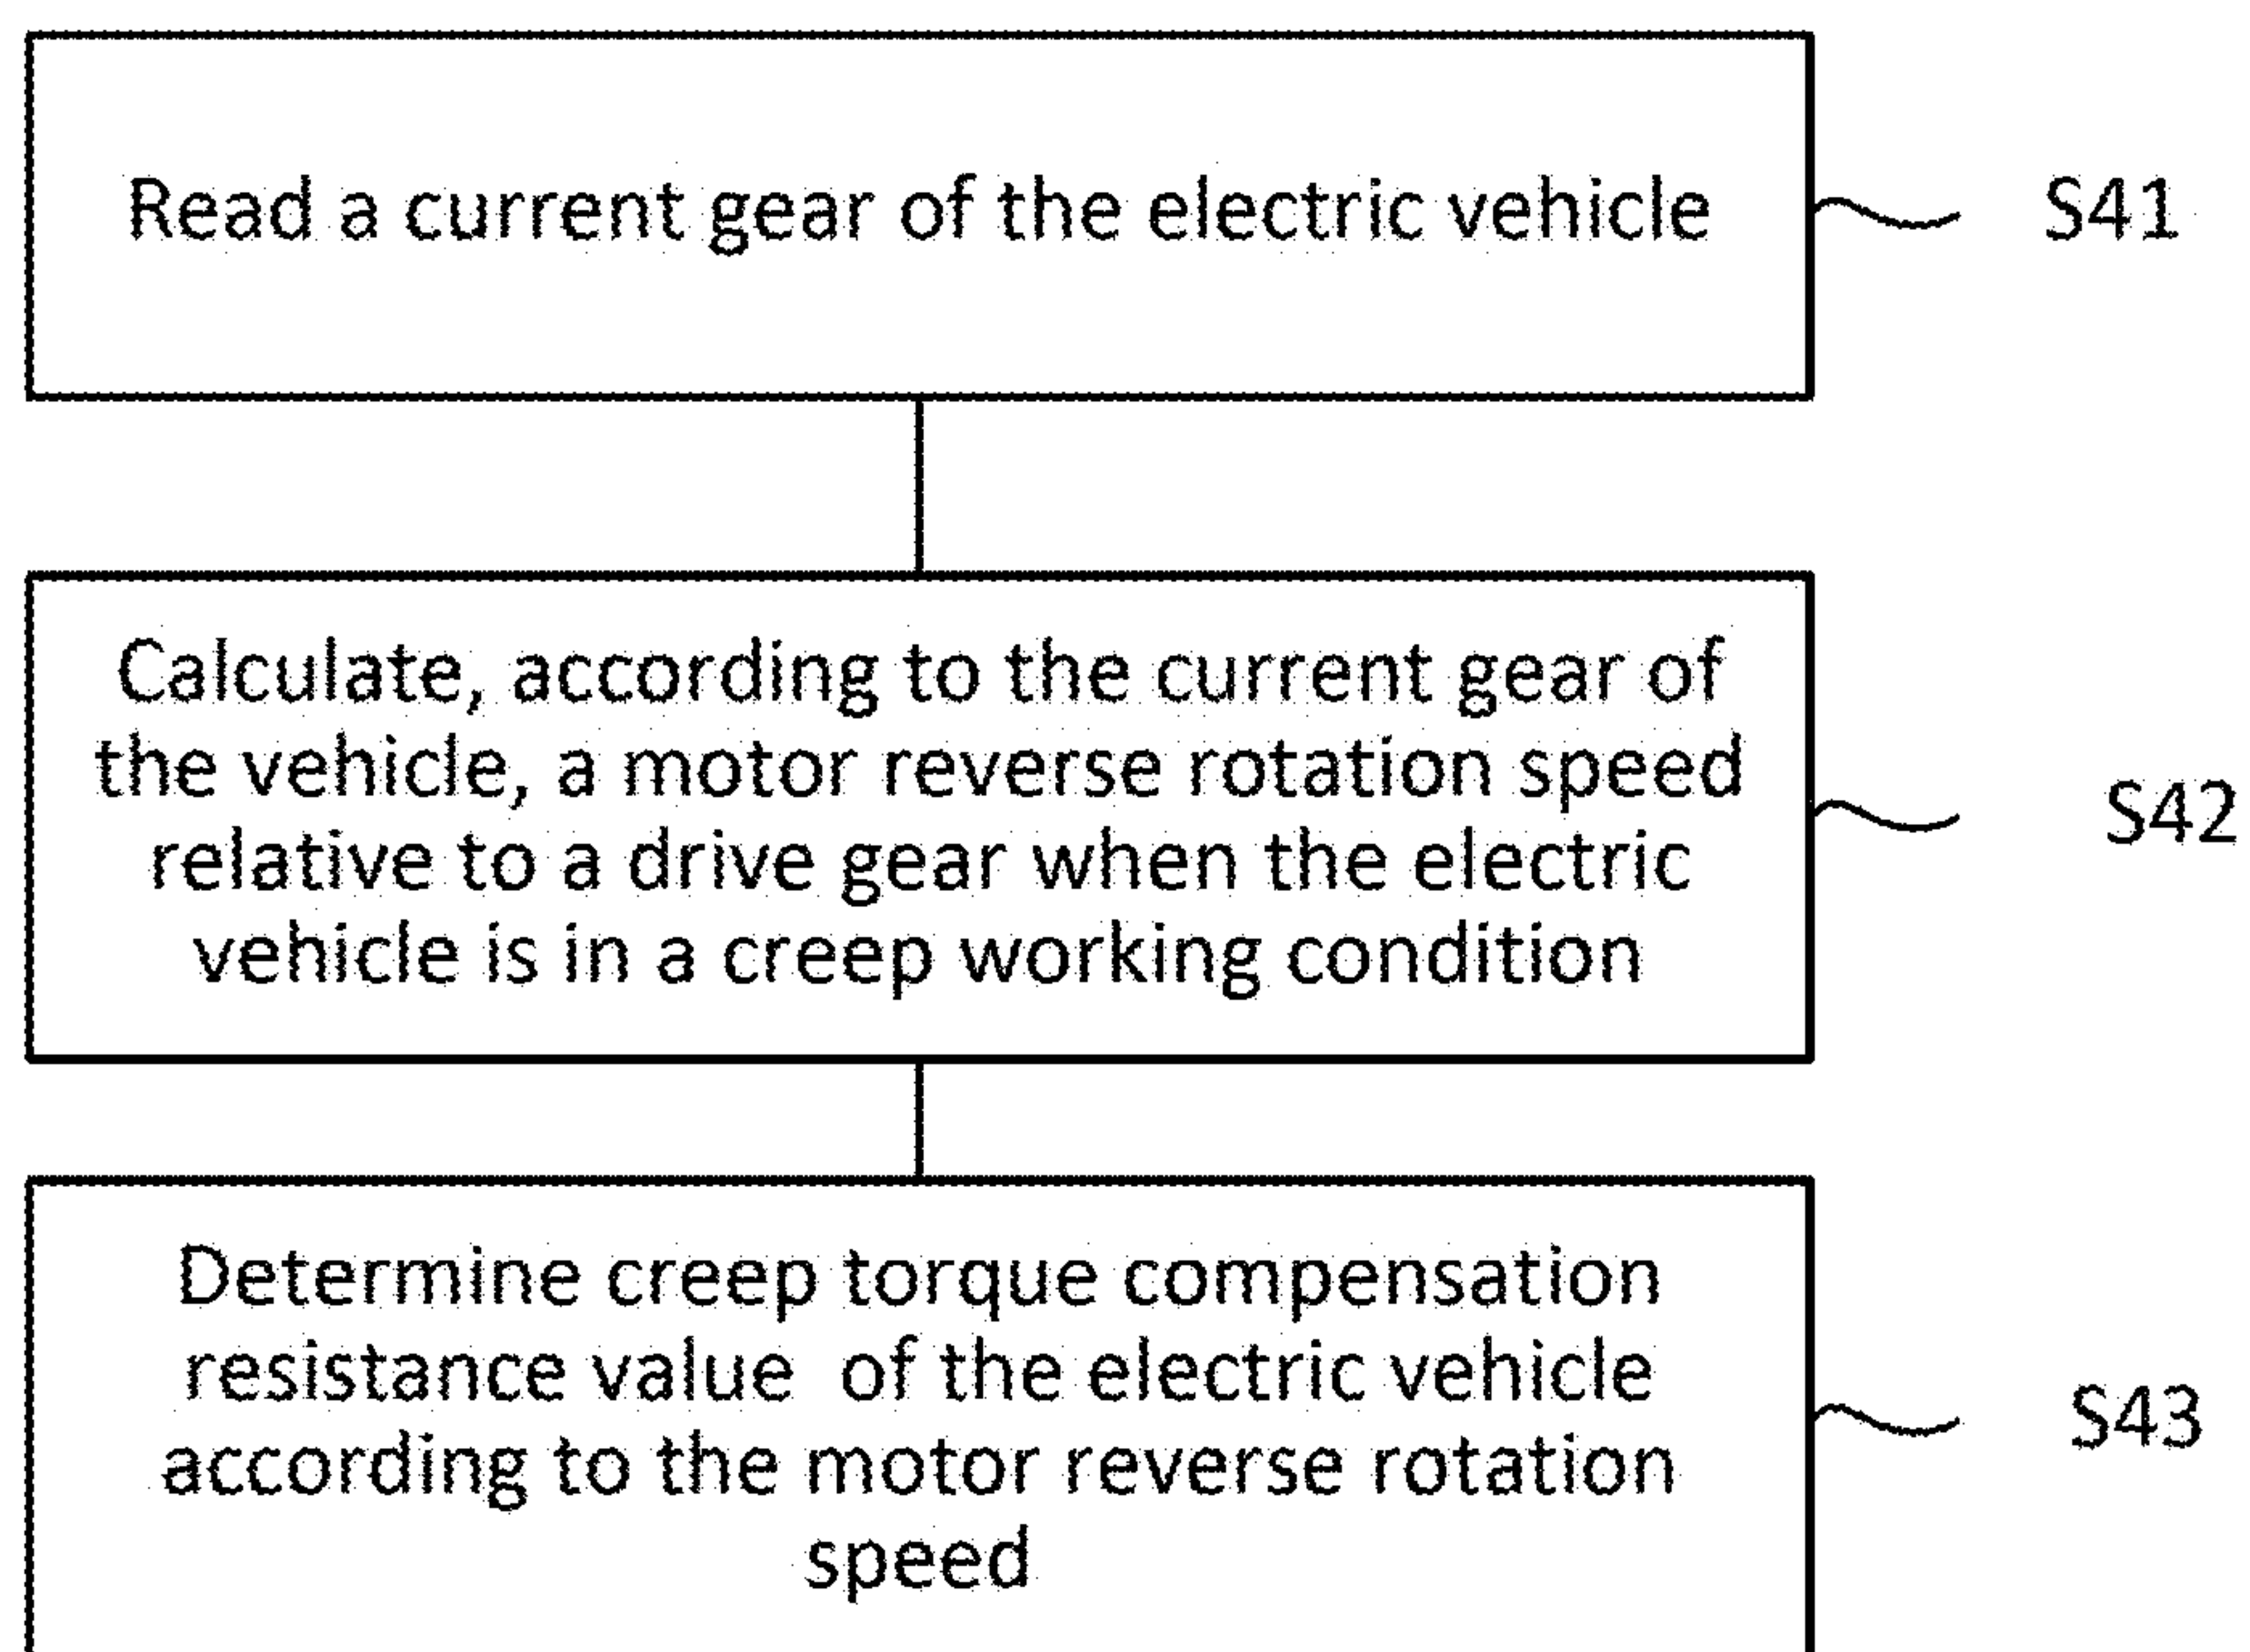 Read a current gear of the electric vehicle
S41
Calculate, according to the current gear of
the vehicle, a motor reverse rotation speed
relative to a drive gear when the electric
vehicle is in a creep working condition
S42
Determine creep torque compensation
resistance value of the electric vehicle
according to the motor reverse rotation
speed
S43